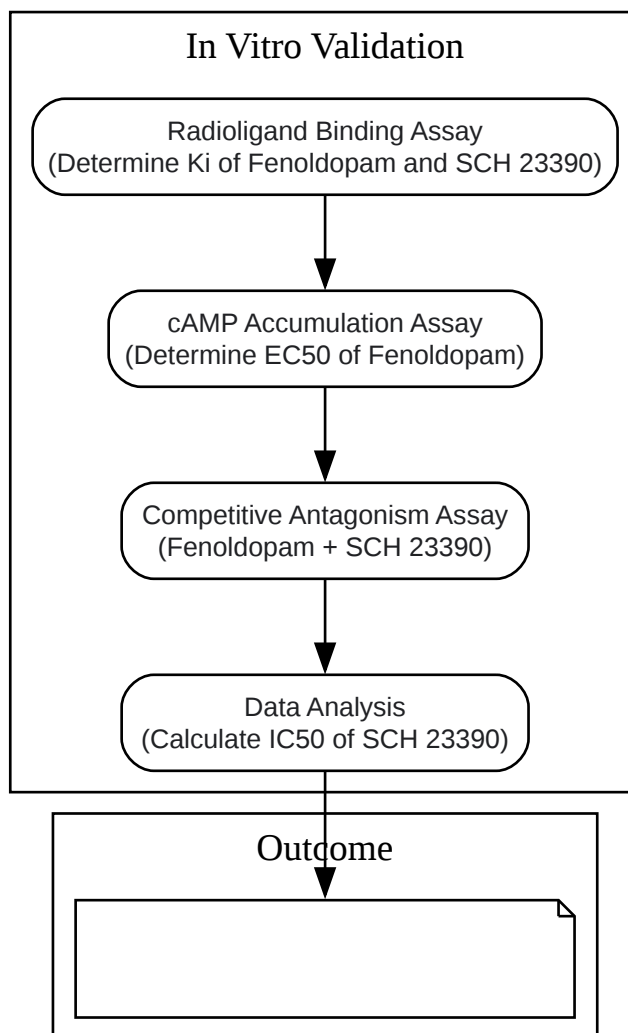 In Vitro Validation
Radioligand Binding Assay
(Determine Ki of Fenoldopam and SCH 23390)
cAMP Accumulation Assay
(Determine EC50 of Fenoldopam)
Competitive Antagonism Assay
(Fenoldopam + SCH 23390)
Data Analysis
(Calculate IC50 of SCH 23390)
Outcome